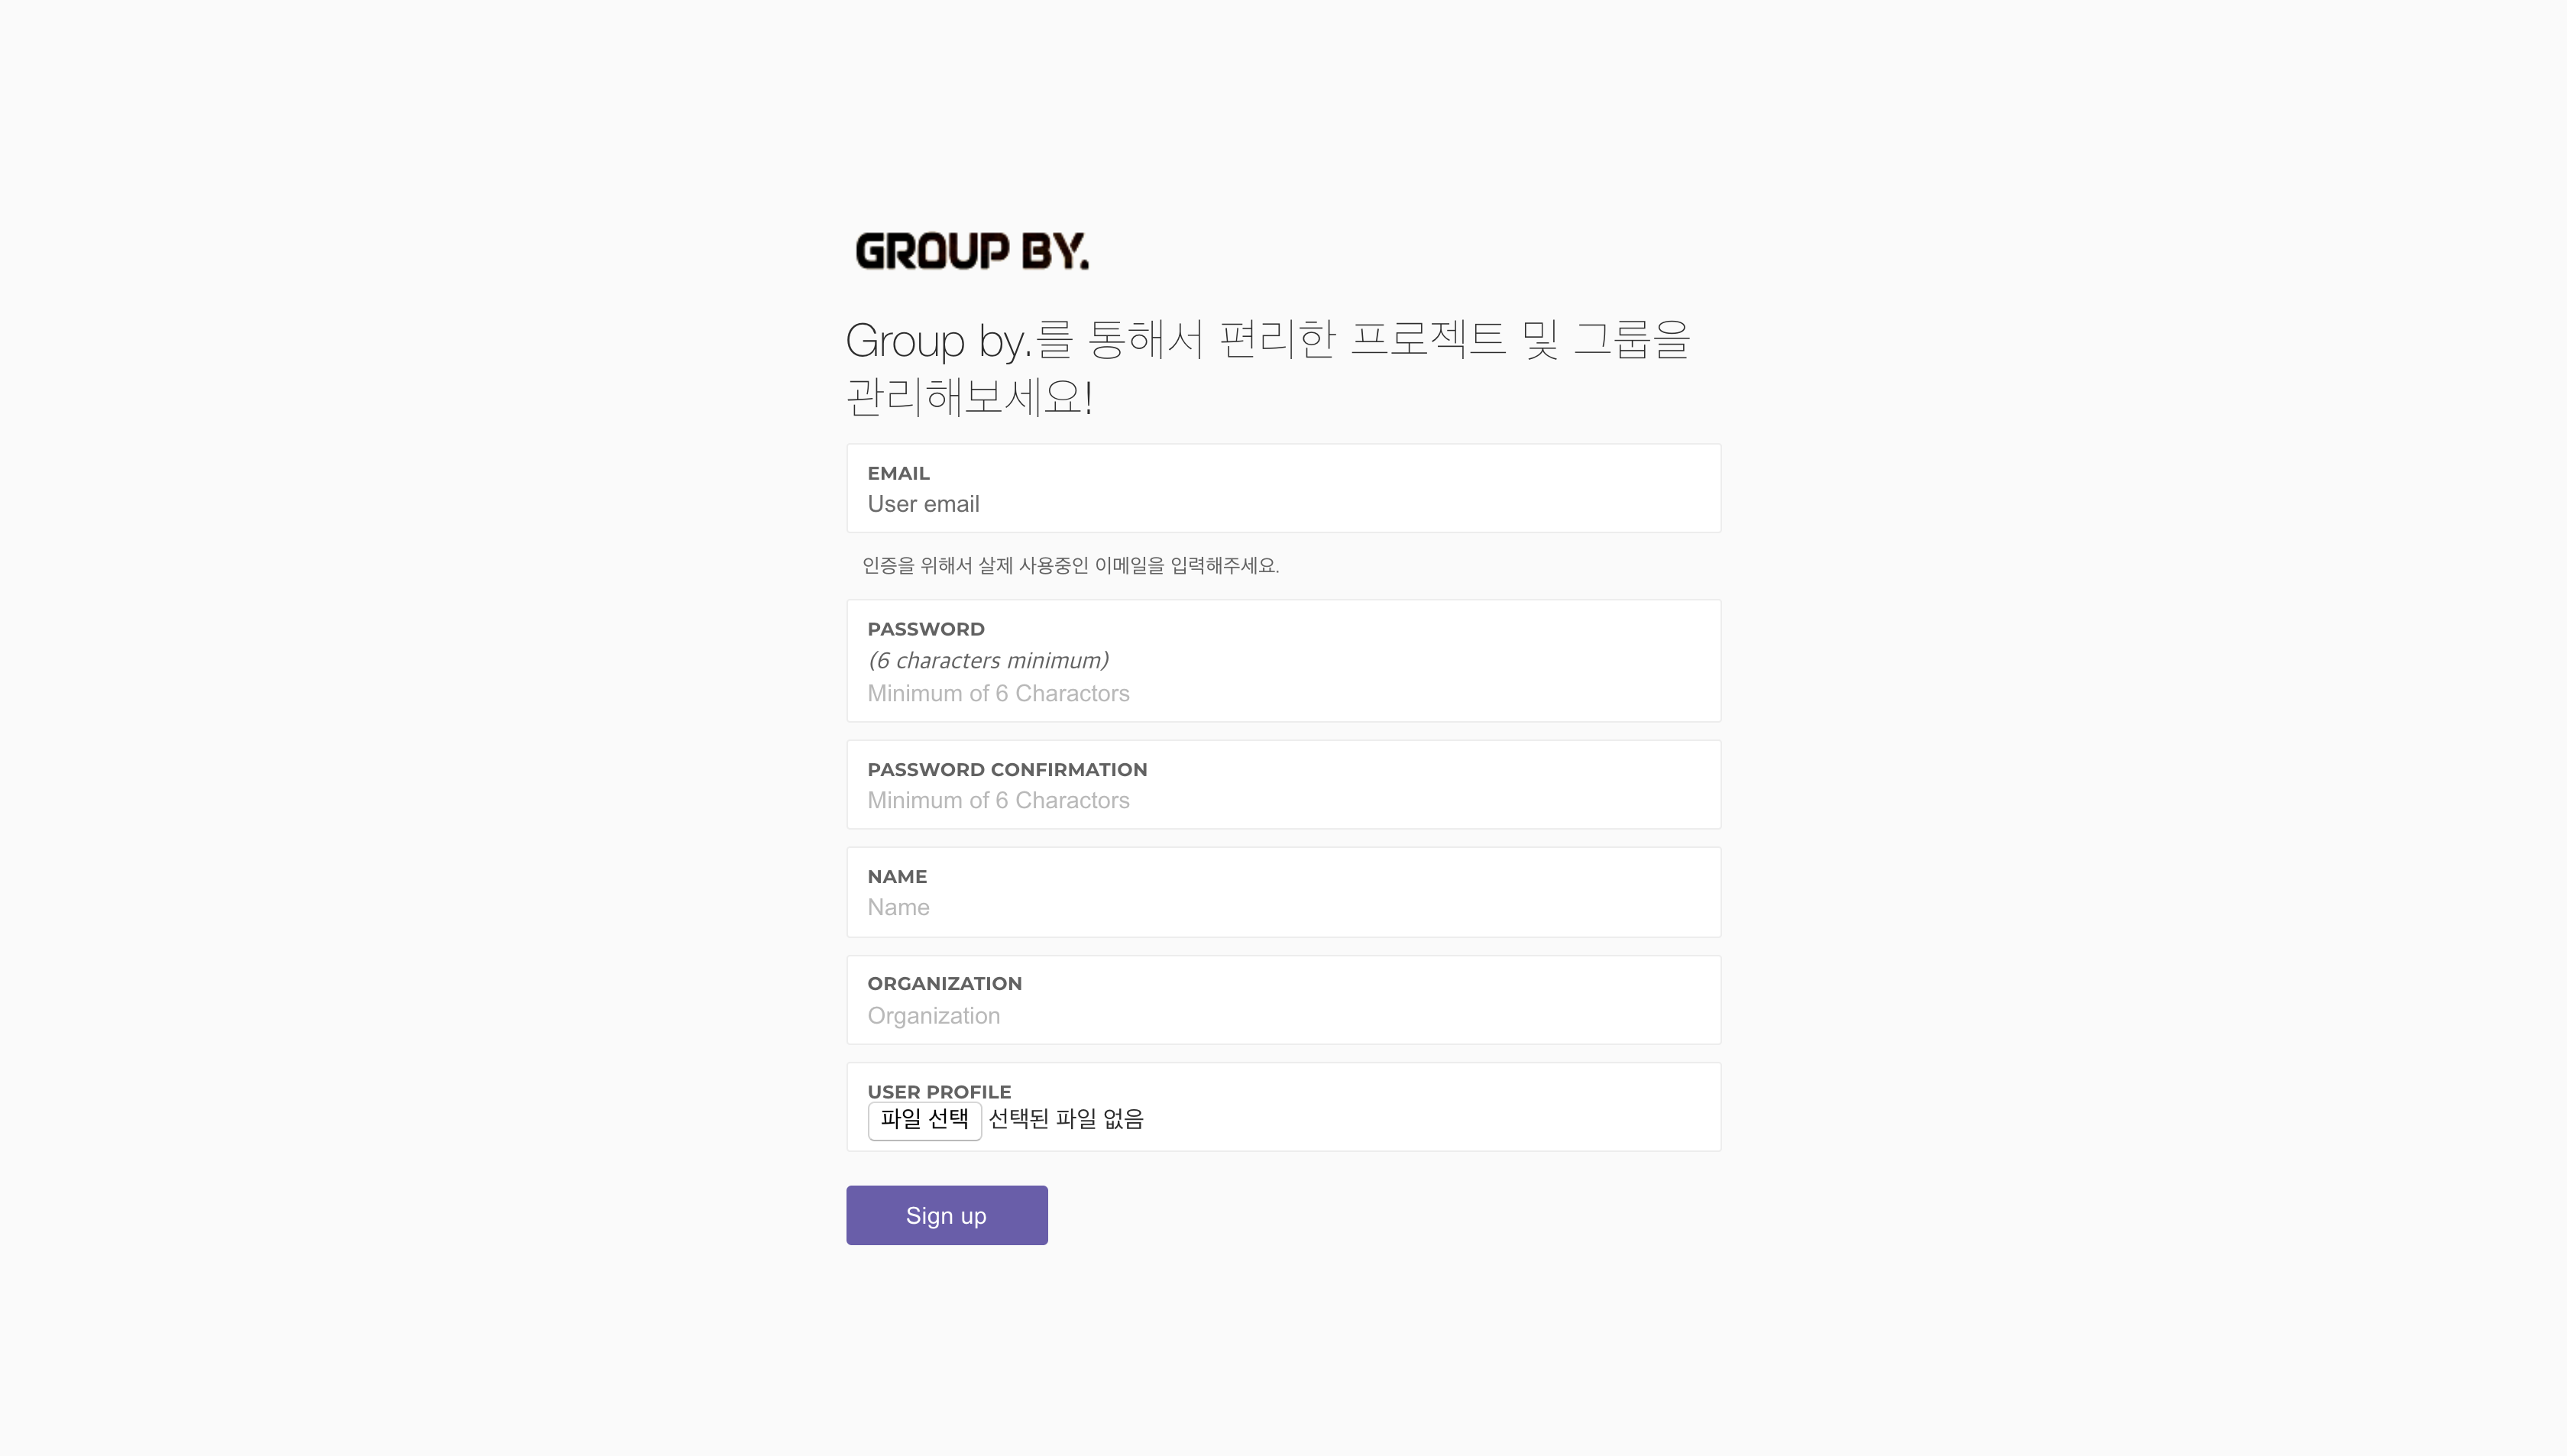 GROUP BY.
Group by.를 통해서 편리한 프로젝트 및 그룹을
관리해보세요!
EMAIL
User email
인증을 위해서 살제 사용중인 이메일을 입력해주세요.
PASSWORD
(6 characters minimum)
Minimum of 6 Charactors
PASSWORD CONFIRMATION
Minimum of 6 Charactors
NAME
Name
ORGANIZATION
Organization
USER PROFILE
파일 선택 선택된 파일 없음
Sign up